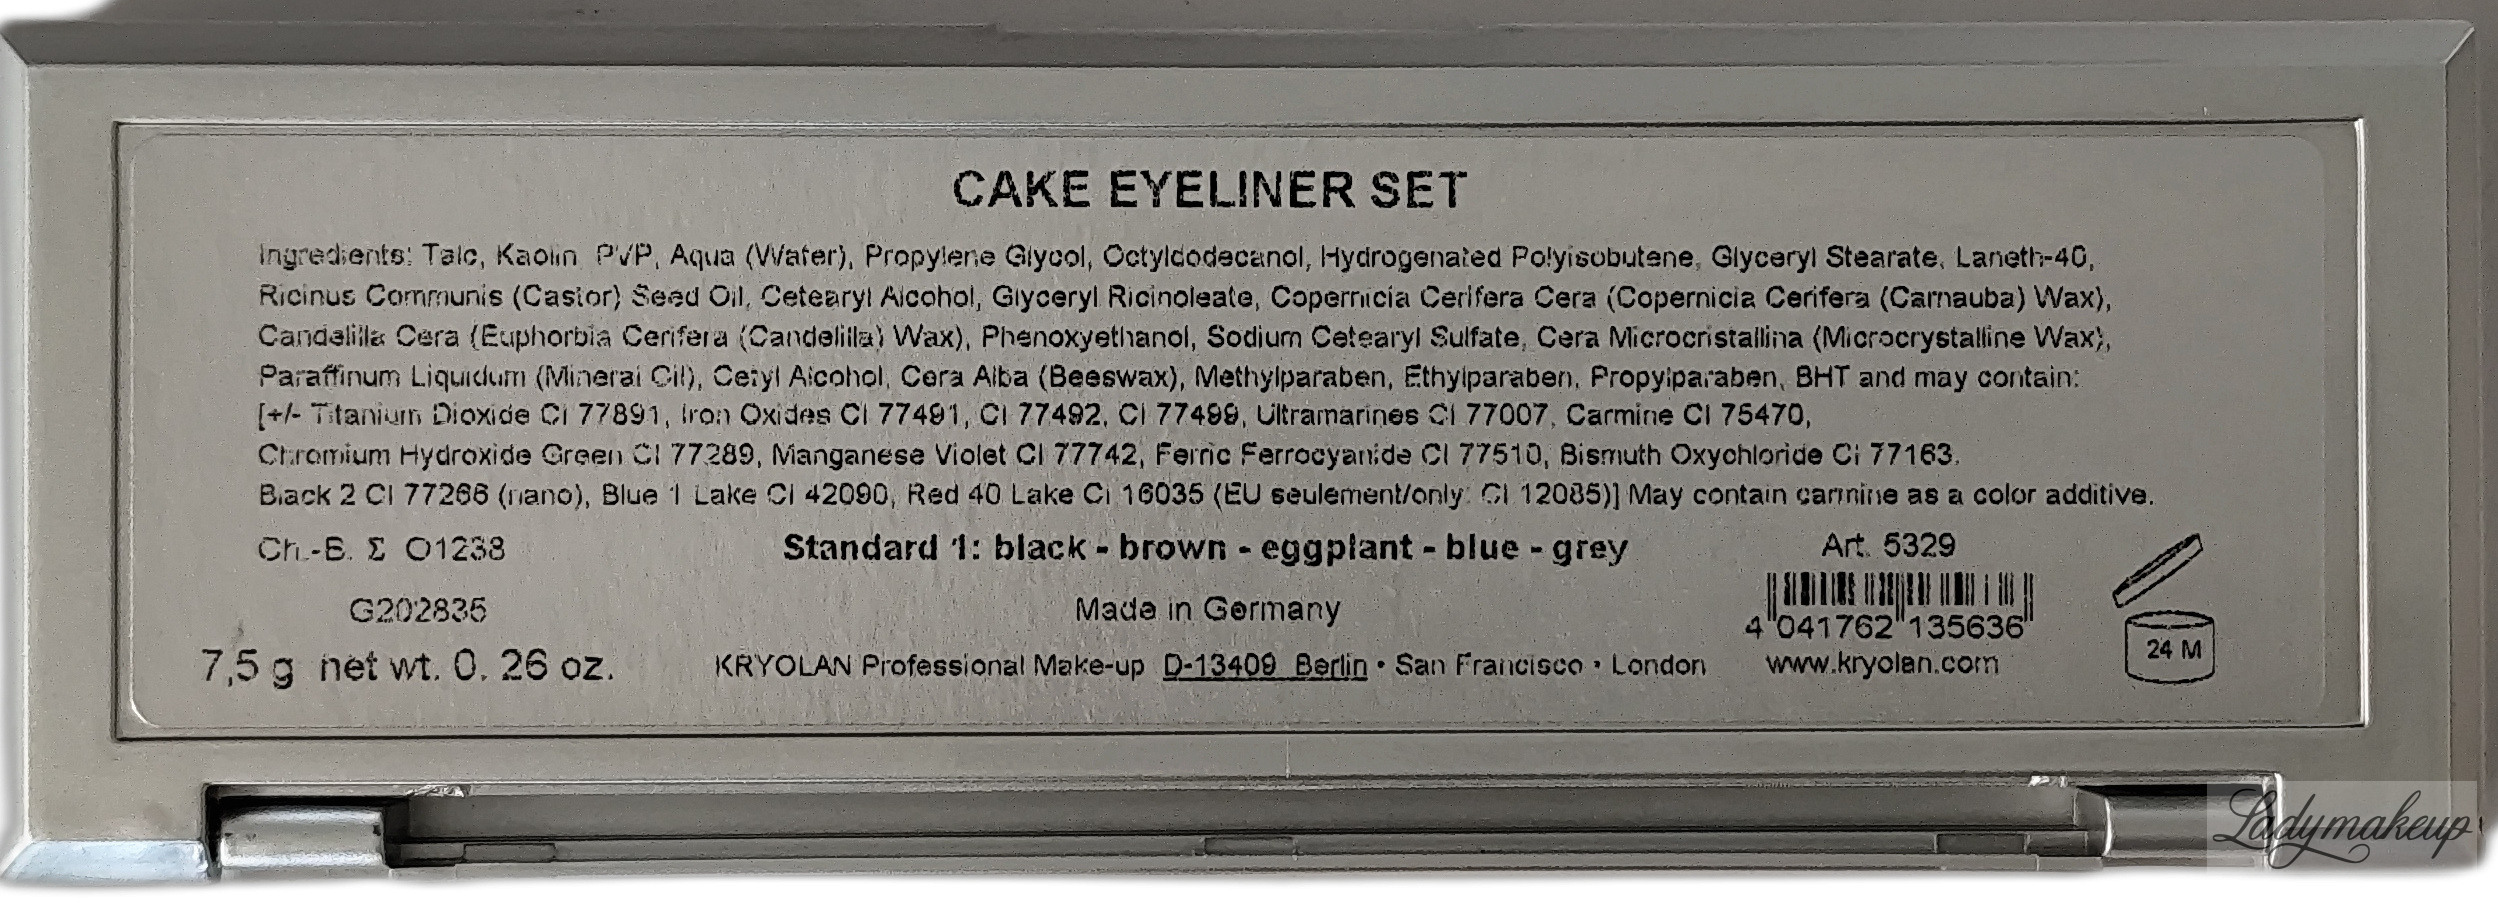 CAKE EYELINER SET
Ingredients: Talc, Kaolin, PVP, Aqua (Water), Propylene Glycol, Octyldodecanol, Hydrogenated Polyisobutene, Glyceryl Stearate, Laneth-40,
Ricinus Communis (Castor) Seed Oil, Cetearyl Alcohol, Glyceryl Ricinoleate, Copernicia Cerifera Cera (Copernicia Cerifera (Carnauba) Wax),
Candelilla Cera (Euphorbia Cerifera (Candelilla) Wax), Phenoxyethanol, Sodium Cetearyl Sulfate, Cera Microcristallina (Microcrystalline Wax),
Paraffinum Liquidum (Mineral Oil), Cetyl Alcohol, Cera Alba (Beeswax), Methylparaben, Ethylparaben, Propylparaben, BHT and may contain:
[+/- Titanium Dioxide CI 77891, Iron Oxides CI 77491, CI 77492, CI 77499, Ultramarines CI 77007, Carmine CI 75470,
Chromium Hydroxide Green CI 77289, Manganese Violet CI 77742, Ferric Ferrocyanide CI 77510, Bismuth Oxychloride CI 77163,
Black 2 CI 77266 (nano), Blue 1 Lake CI 42090, Red 40 Lake CI 16035 (EU seulement/only: CI 12085)] May contain carmine as a color additive.
Ch.-B. Σ O1238
Standard 1: black - brown - eggplant - blue - grey
Art. 5329
G202835
Made in Germany
4 041762 135636
24 M
7,5 g net wt. 0. 26 oz.
KRYOLAN Professional Make-up D-13409 Berlin • San Francisco • London
www.kryolan.com
Ladymakeup